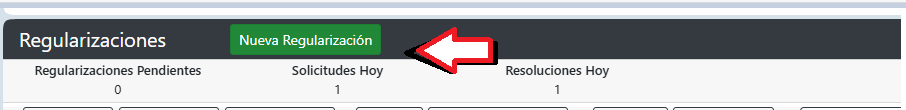 Regularizaciones Nueva Regularización
Regularizaciones Pendientes Solicitudes Hoy Resoluciones Hoy
0 1 1